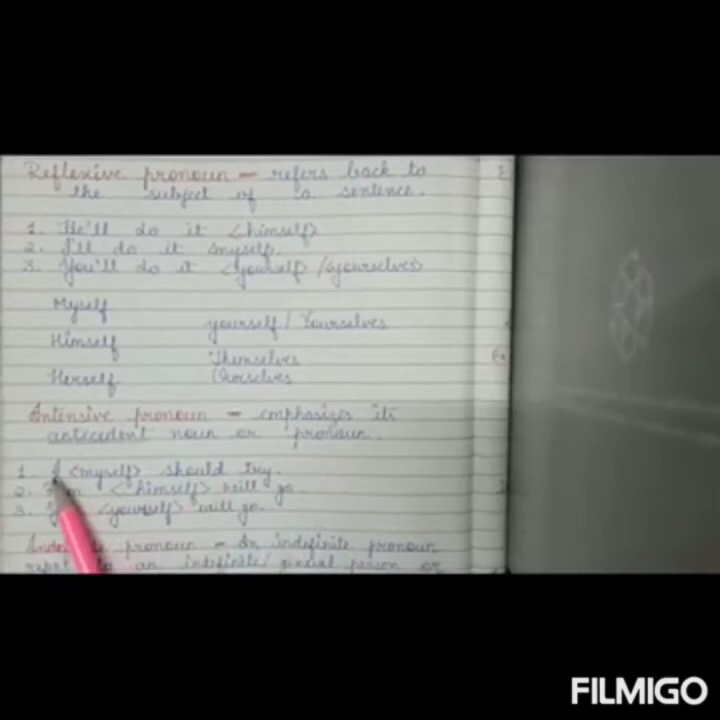 Reflexive pronoun – refers back to
the subject of a sentence.
1. He'll do it <himself>
2. I'll do it <myself.
3. You'll do it <yourself> /<yourselves>
Myself
yourself / Yourselves
Himself
Themselves
Herself
Ourselves
Intensive pronoun – emphasizes its
antecedent noun or pronoun.
1. I <myself> should try.
2. <himself> will go.
3. <yourself> will go.
pronoun – An indefinite pronoun
an indefinite/general person or
FILMIGO